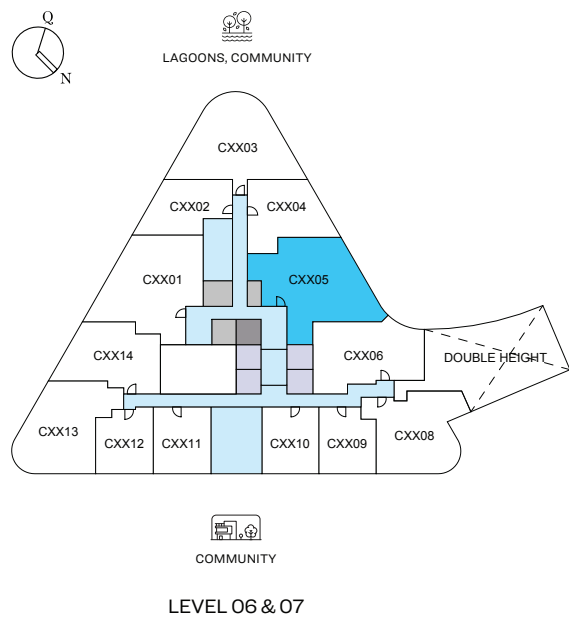 Q
N
LAGOONS, COMMUNITY
CXX03
CXX02
CXX04
CXX01
CXX05
CXX14
CXX06
DOUBLE HEIGHT
CXX13
CXX12
CXX11
CXX10
CXX09
CXX08
COMMUNITY
LEVEL 06 & 07